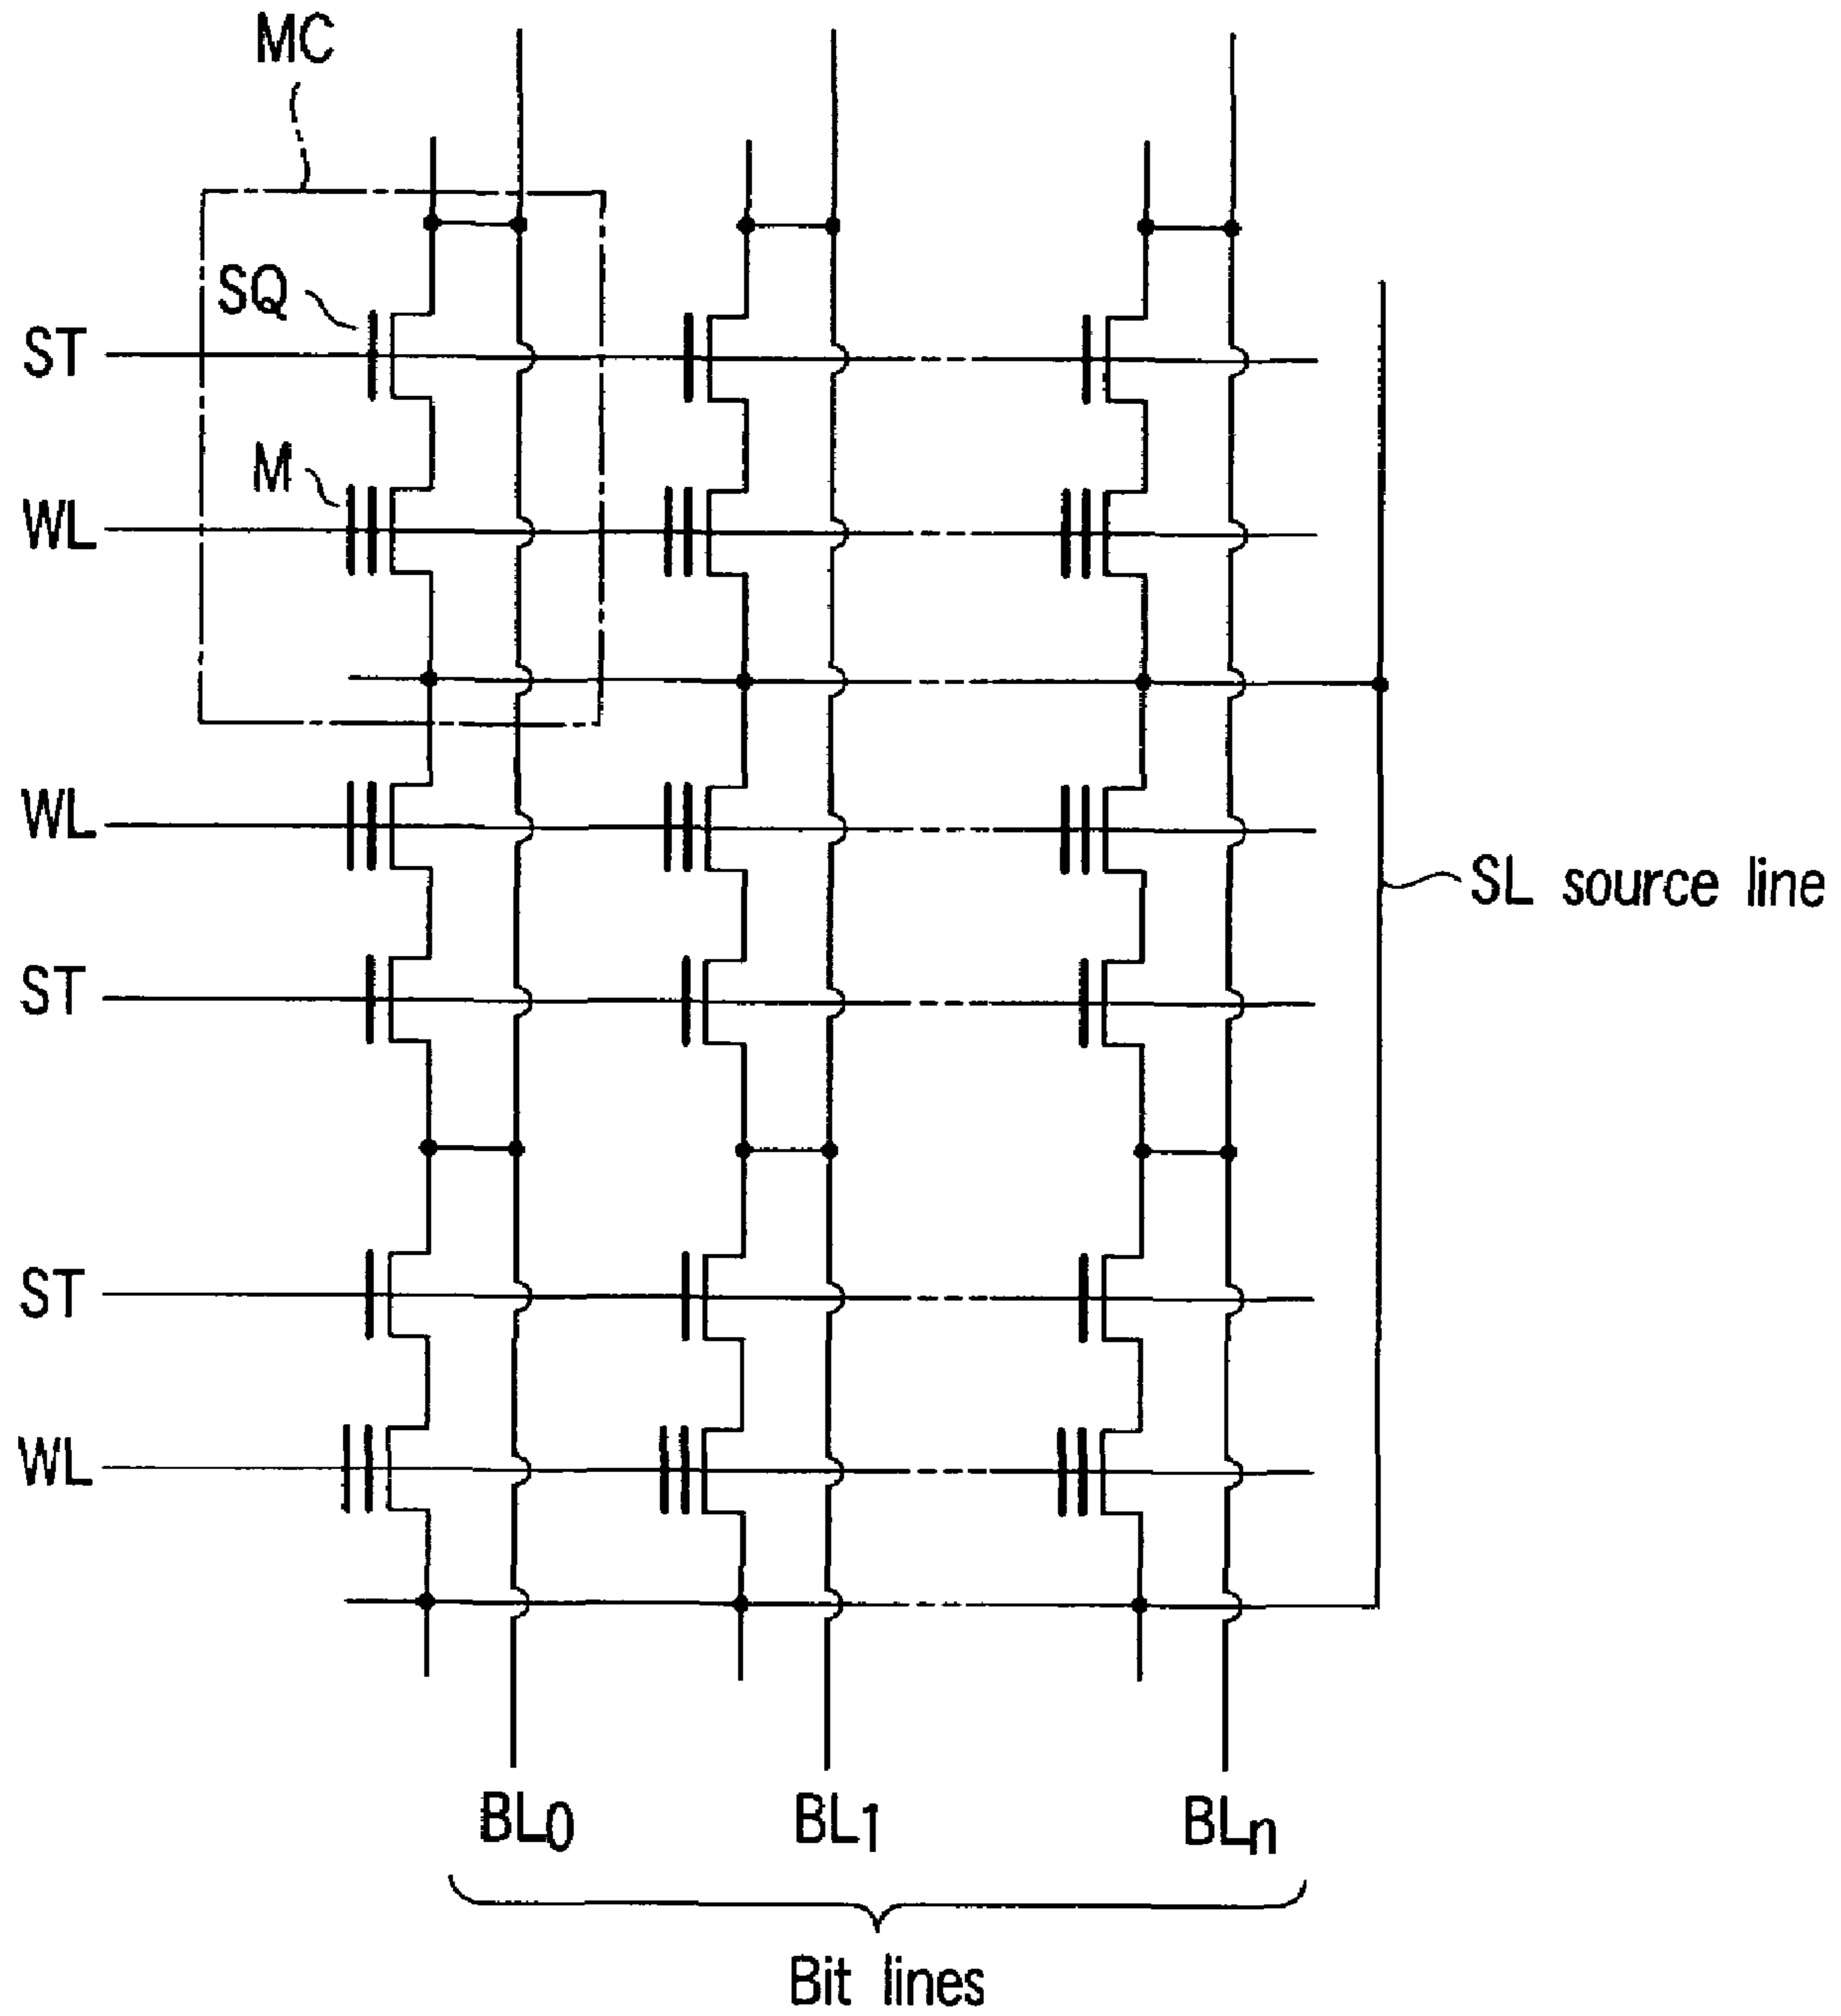 MC
SQ
ST
M
WL
WL
SL source line
ST
ST
WL
BL0
BL1
BLn
Bit lines